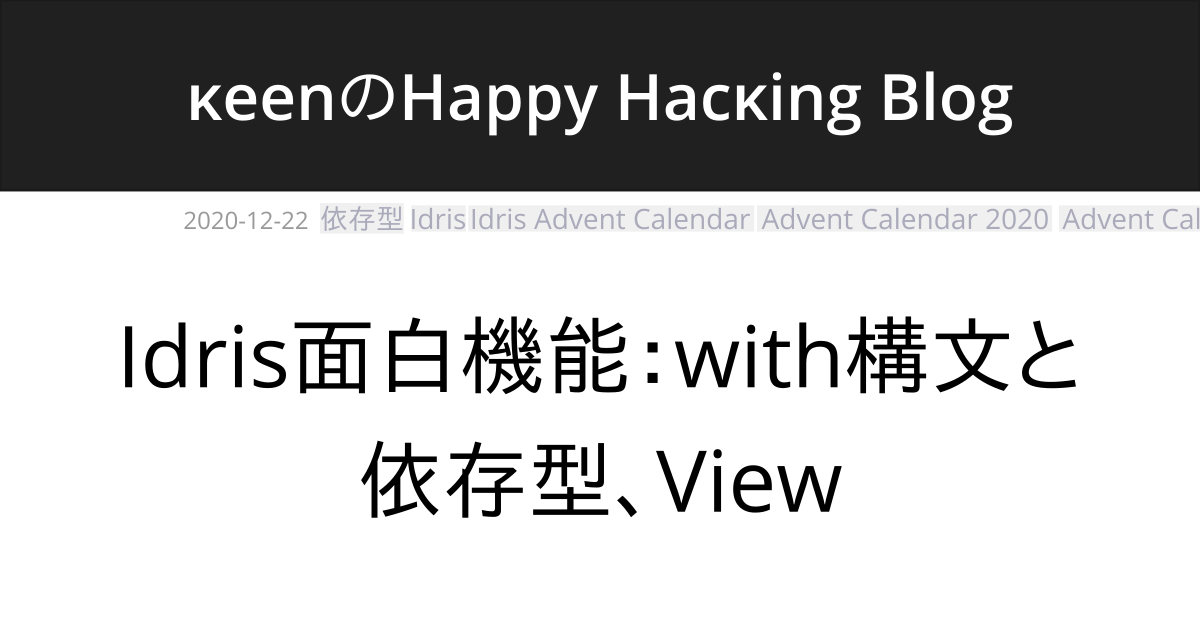 κeenのHappy Hacκing Blog
2020-12-22 依存型 Idris Idris Advent Calendar Advent Calendar 2020 Advent Cal
Idris面白機能：with構文と
依存型、View